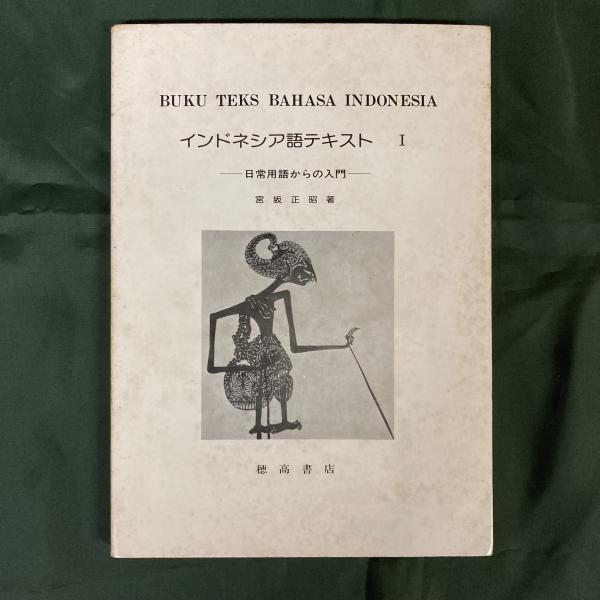 BUKU TEKS BAHASA INDONESIA
インドネシア語テキスト I
―日常用語からの入門―
宮坂正昭著
穂高書店